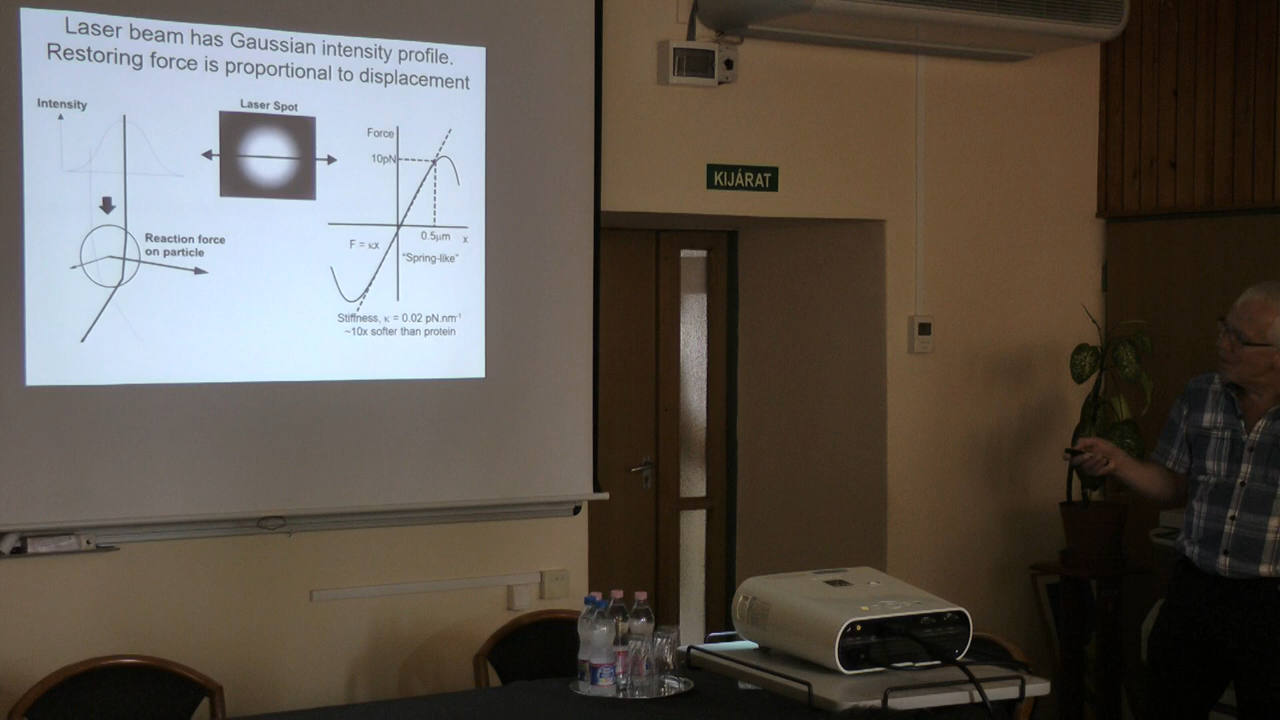 Laser beam has Gaussian intensity profile.
Restoring force is proportional to displacement
Intensity
Laser Spot
Force
10pN
0.5μm
x
F = κx
"Spring-like"
Reaction force
on particle
Stiffness, κ = 0.02 pN.nm⁻¹
~10x softer than protein
KIJÁRAT